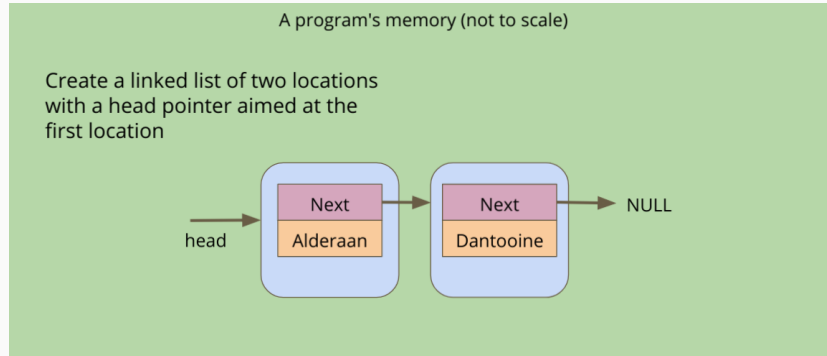 A program's memory (not to scale)
Create a linked list of two locations
with a head pointer aimed at the
first location
head
Next
Alderaan
Next
Dantooine
NULL